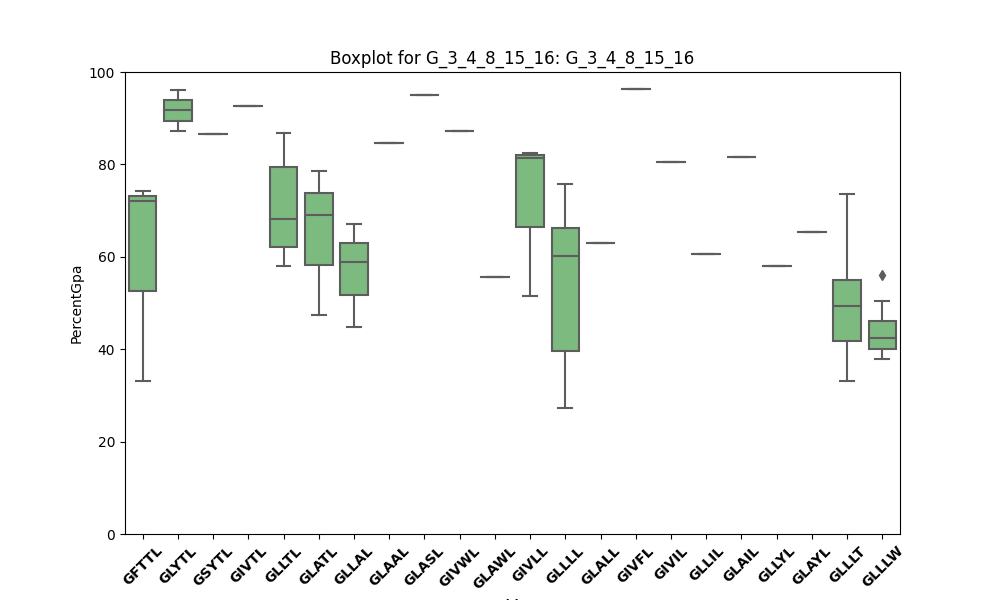 Boxplot for G_3_4_8_15_16: G_3_4_8_15_16
PercentGpa
100
80
60
40
20
0
GFTTL
GLYTL
GSYTL
GIVTL
GLLTL
GLATL
GLLAL
GLAAL
GLASL
GIVWL
GLAWL
GIVLL
GLLLL
GLALL
GIVFL
GIVIL
GLLIL
GLAIL
GLLYL
GLAYL
GLLLT
GLLLW